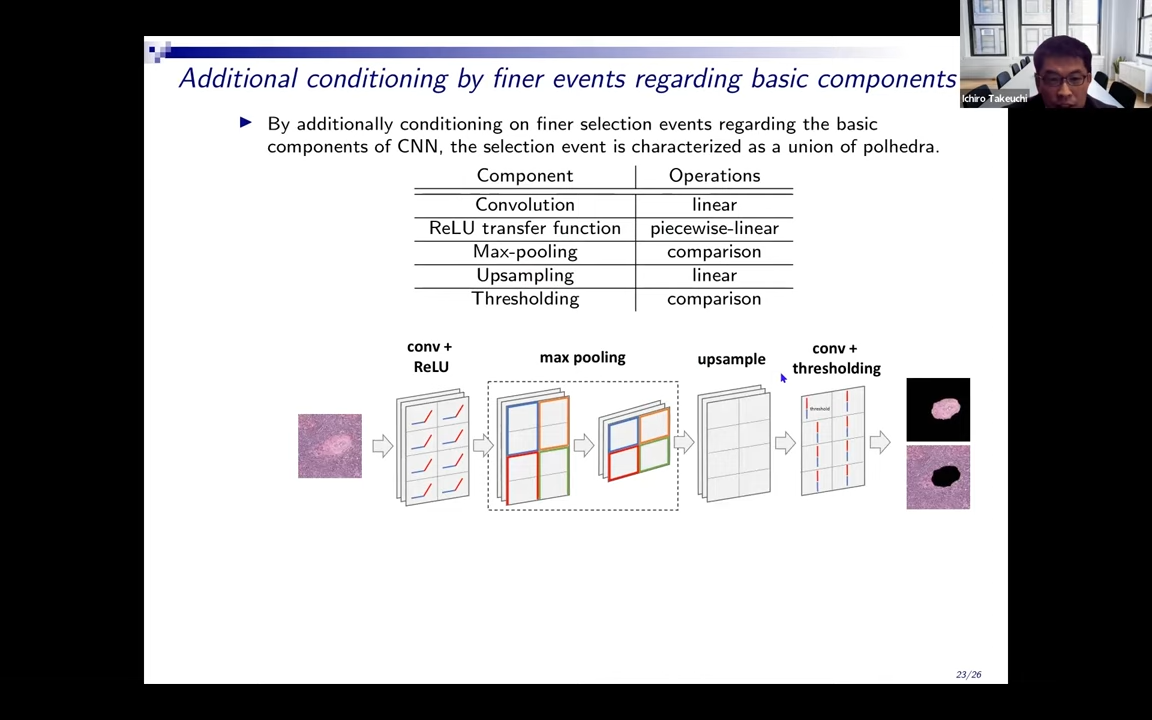 Additional conditioning by finer events regarding basic components
Ichiro Takeuchi
By additionally conditioning on finer selection events regarding the basic
components of CNN, the selection event is characterized as a union of polhedra.
Component Operations
Convolution linear
ReLU transfer function piecewise-linear
Max-pooling comparison
Upsampling linear
Thresholding comparison
conv +
ReLU
max pooling
upsample
conv +
thresholding
threshold
23/26